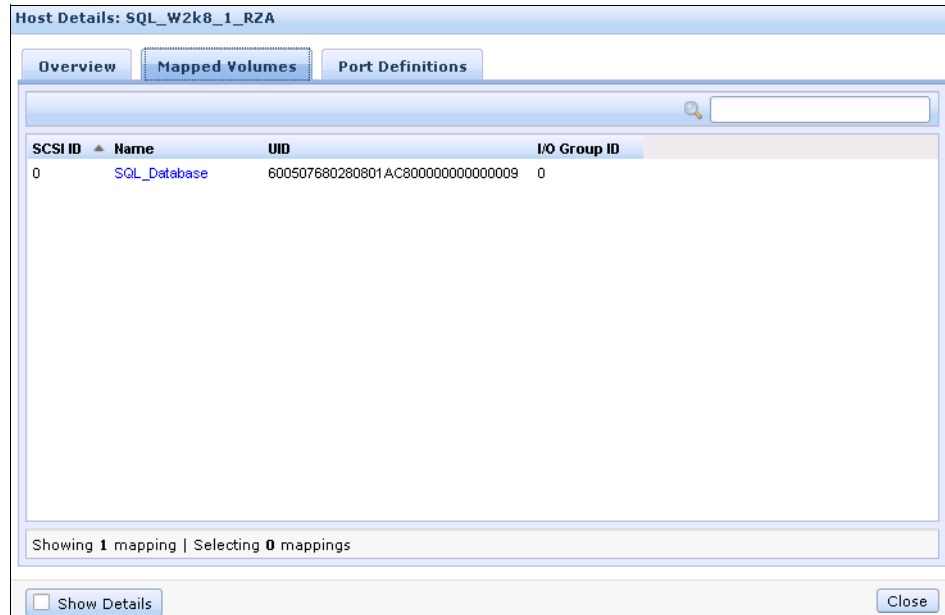 Host Details: SQL_W2k8_1_RZA
Overview Mapped Volumes Port Definitions
SCSI ID Name UID I/O Group ID
0 SQL_Database 600507680280801AC800000000000009 0
Showing 1 mapping | Selecting 0 mappings
Show Details Close